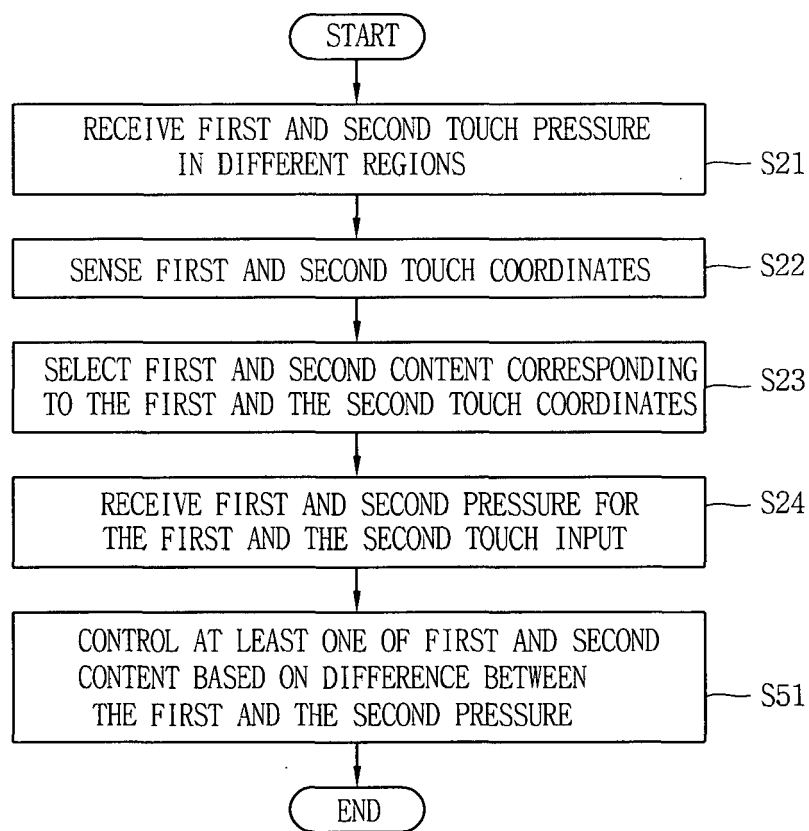 START
RECEIVE FIRST AND SECOND TOUCH PRESSURE
IN DIFFERENT REGIONS
S21
SENSE FIRST AND SECOND TOUCH COORDINATES
S22
SELECT FIRST AND SECOND CONTENT CORRESPONDING
TO THE FIRST AND THE SECOND TOUCH COORDINATES
S23
RECEIVE FIRST AND SECOND PRESSURE FOR
THE FIRST AND THE SECOND TOUCH INPUT
S24
CONTROL AT LEAST ONE OF FIRST AND SECOND
CONTENT BASED ON DIFFERENCE BETWEEN
THE FIRST AND THE SECOND PRESSURE
S51
END